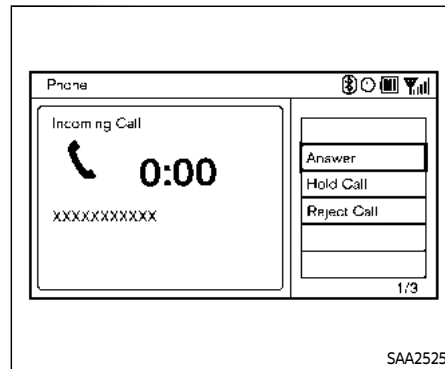 Phone
Incoming Call
0:00
XXXXXXXXXXX
Answer
Hold Call
Reject Call
1/3
SAA2525